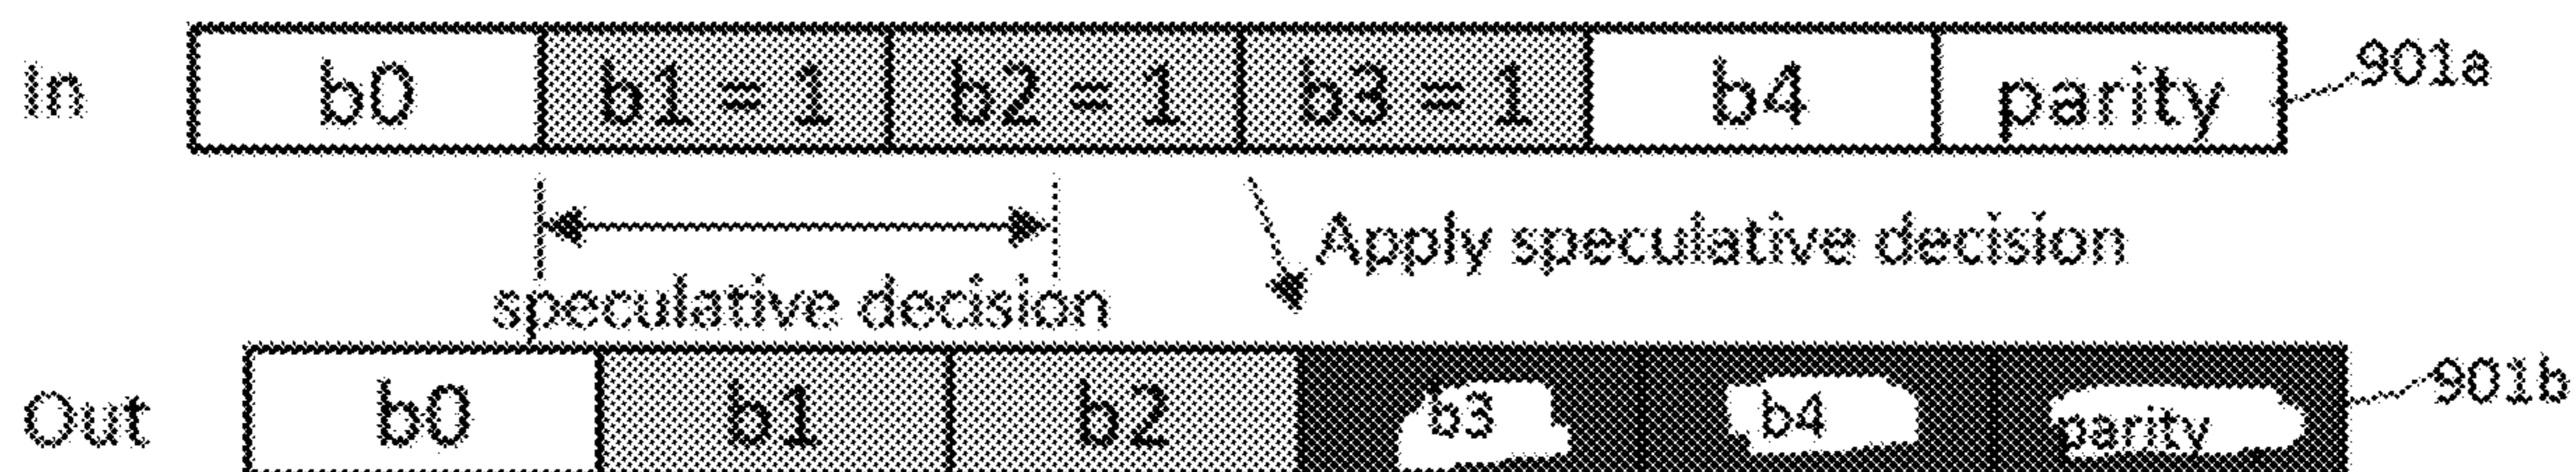 In b0 b1 = 1 b2 = 1 b3 = 1 b4 parity 901a
Apply speculative decision
speculative decision
Out b0 b1 b2 b3 b4 parity 901b